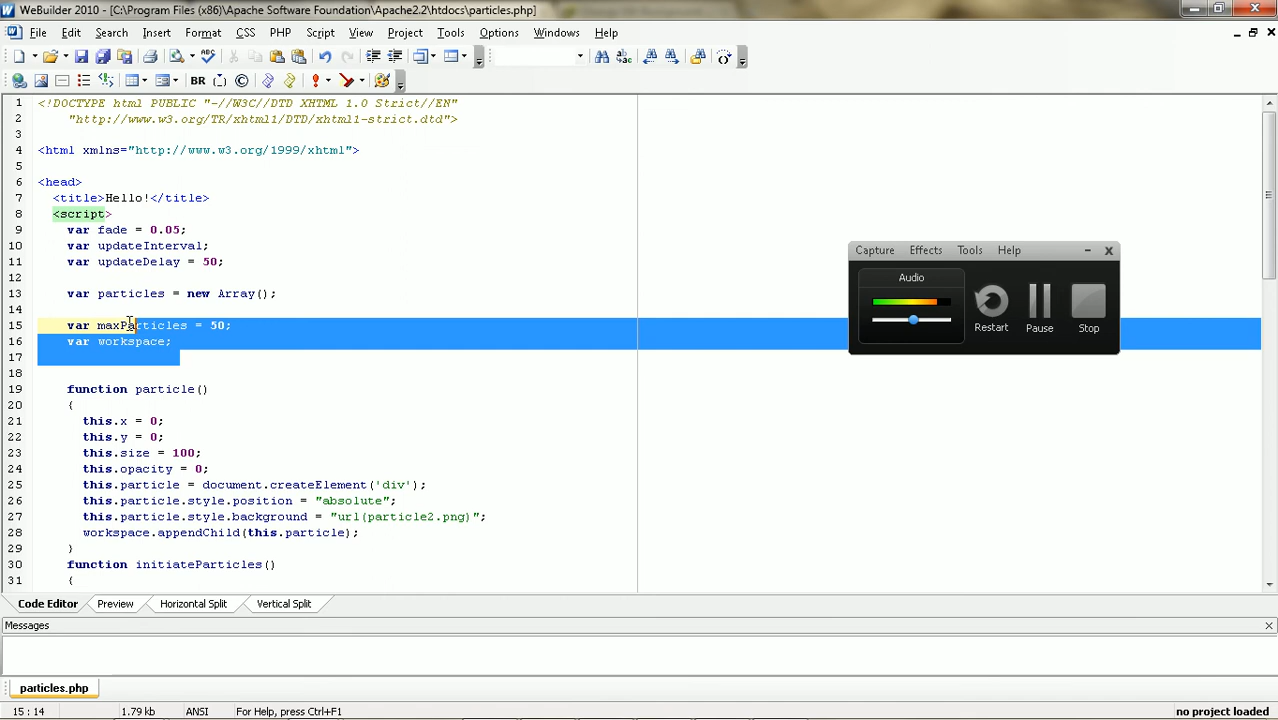 WeBuilder 2010 - [C:\Program Files (x86)\Apache Software Foundation\Apache2.2\htdocs\particles.php]
File Edit Search Insert Format CSS PHP Script View Project Tools Options Windows Help
BR
1 <!DOCTYPE html PUBLIC "-//W3C//DTD XHTML 1.0 Strict//EN"
2 "http://www.w3.org/TR/xhtml1/DTD/xhtml1-strict.dtd">
3
4 <html xmlns="http://www.w3.org/1999/xhtml">
5
6 <head>
7 <title>Hello!</title>
8 <script>
9 var fade = 0.05;
10 var updateInterval;
11 var updateDelay = 50;
12
13 var particles = new Array();
14
15 var maxParticles = 50;
16 var workspace;
17
18
19 function particle()
20 {
21 this.x = 0;
22 this.y = 0;
23 this.size = 100;
24 this.opacity = 0;
25 this.particle = document.createElement('div');
26 this.particle.style.position = "absolute";
27 this.particle.style.background = "url(particle2.png)";
28 workspace.appendChild(this.particle);
29 }
30 function initiateParticles()
31 {
Capture Effects Tools Help
Audio
Restart Pause Stop
Code Editor Preview Horizontal Split Vertical Split
Messages
particles.php
15 : 14 1.79 kb ANSI For Help, press Ctrl+F1 no project loaded